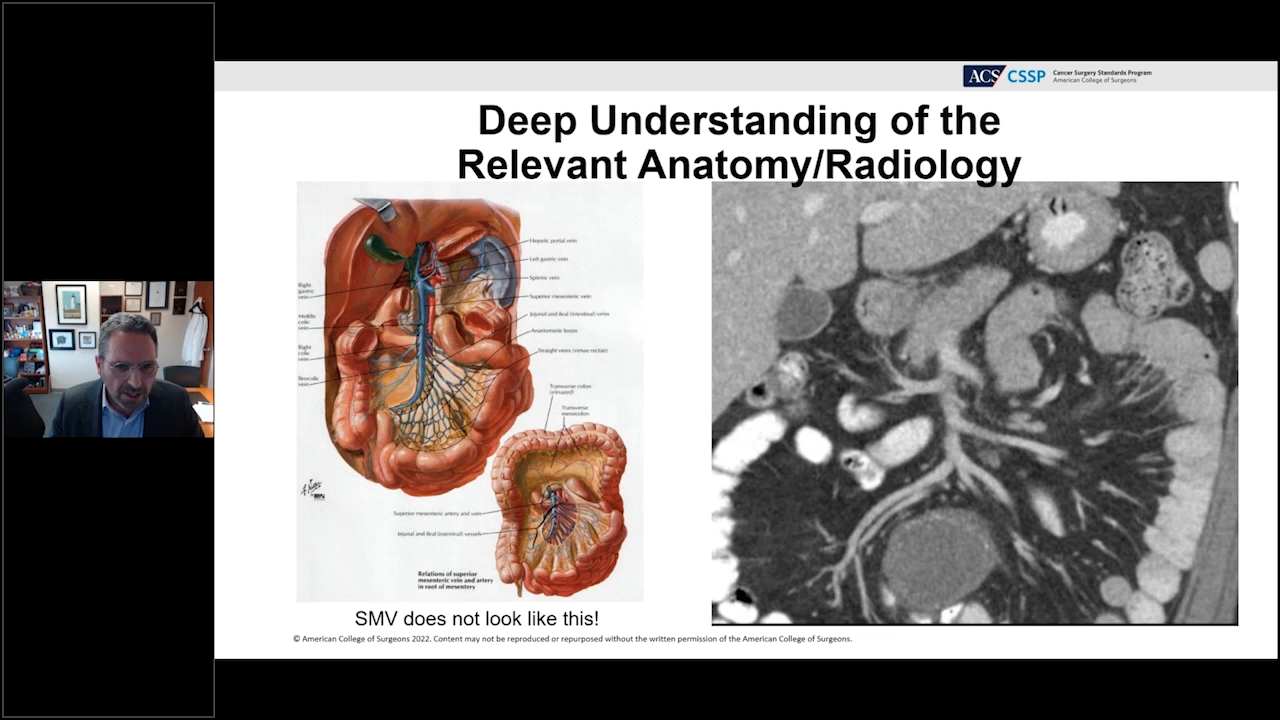 ACS CSSP
Cancer Surgery Standards Program
American College of Surgeons
Deep Understanding of the
Relevant Anatomy/Radiology
Hepatic portal vein
Left gastric vein
Splenic vein
Superior mesenteric vein
Jejunal and ileal (intestinal) veins
Anastomotic loops
Straight veins (venae rectae)
Right
gastric
vein
Middle
colic
vein
Right
colic
vein
Ileocolic
vein
Transverse colon
(elevated)
Transverse
mesocolon
Superior mesenteric artery and vein
Jejunal and ileal (intestinal) vessels
Relations of superior
mesenteric vein and artery
in root of mesentery
SMV does not look like this!
© American College of Surgeons 2022. Content may not be reproduced or repurposed without the written permission of the American College of Surgeons.